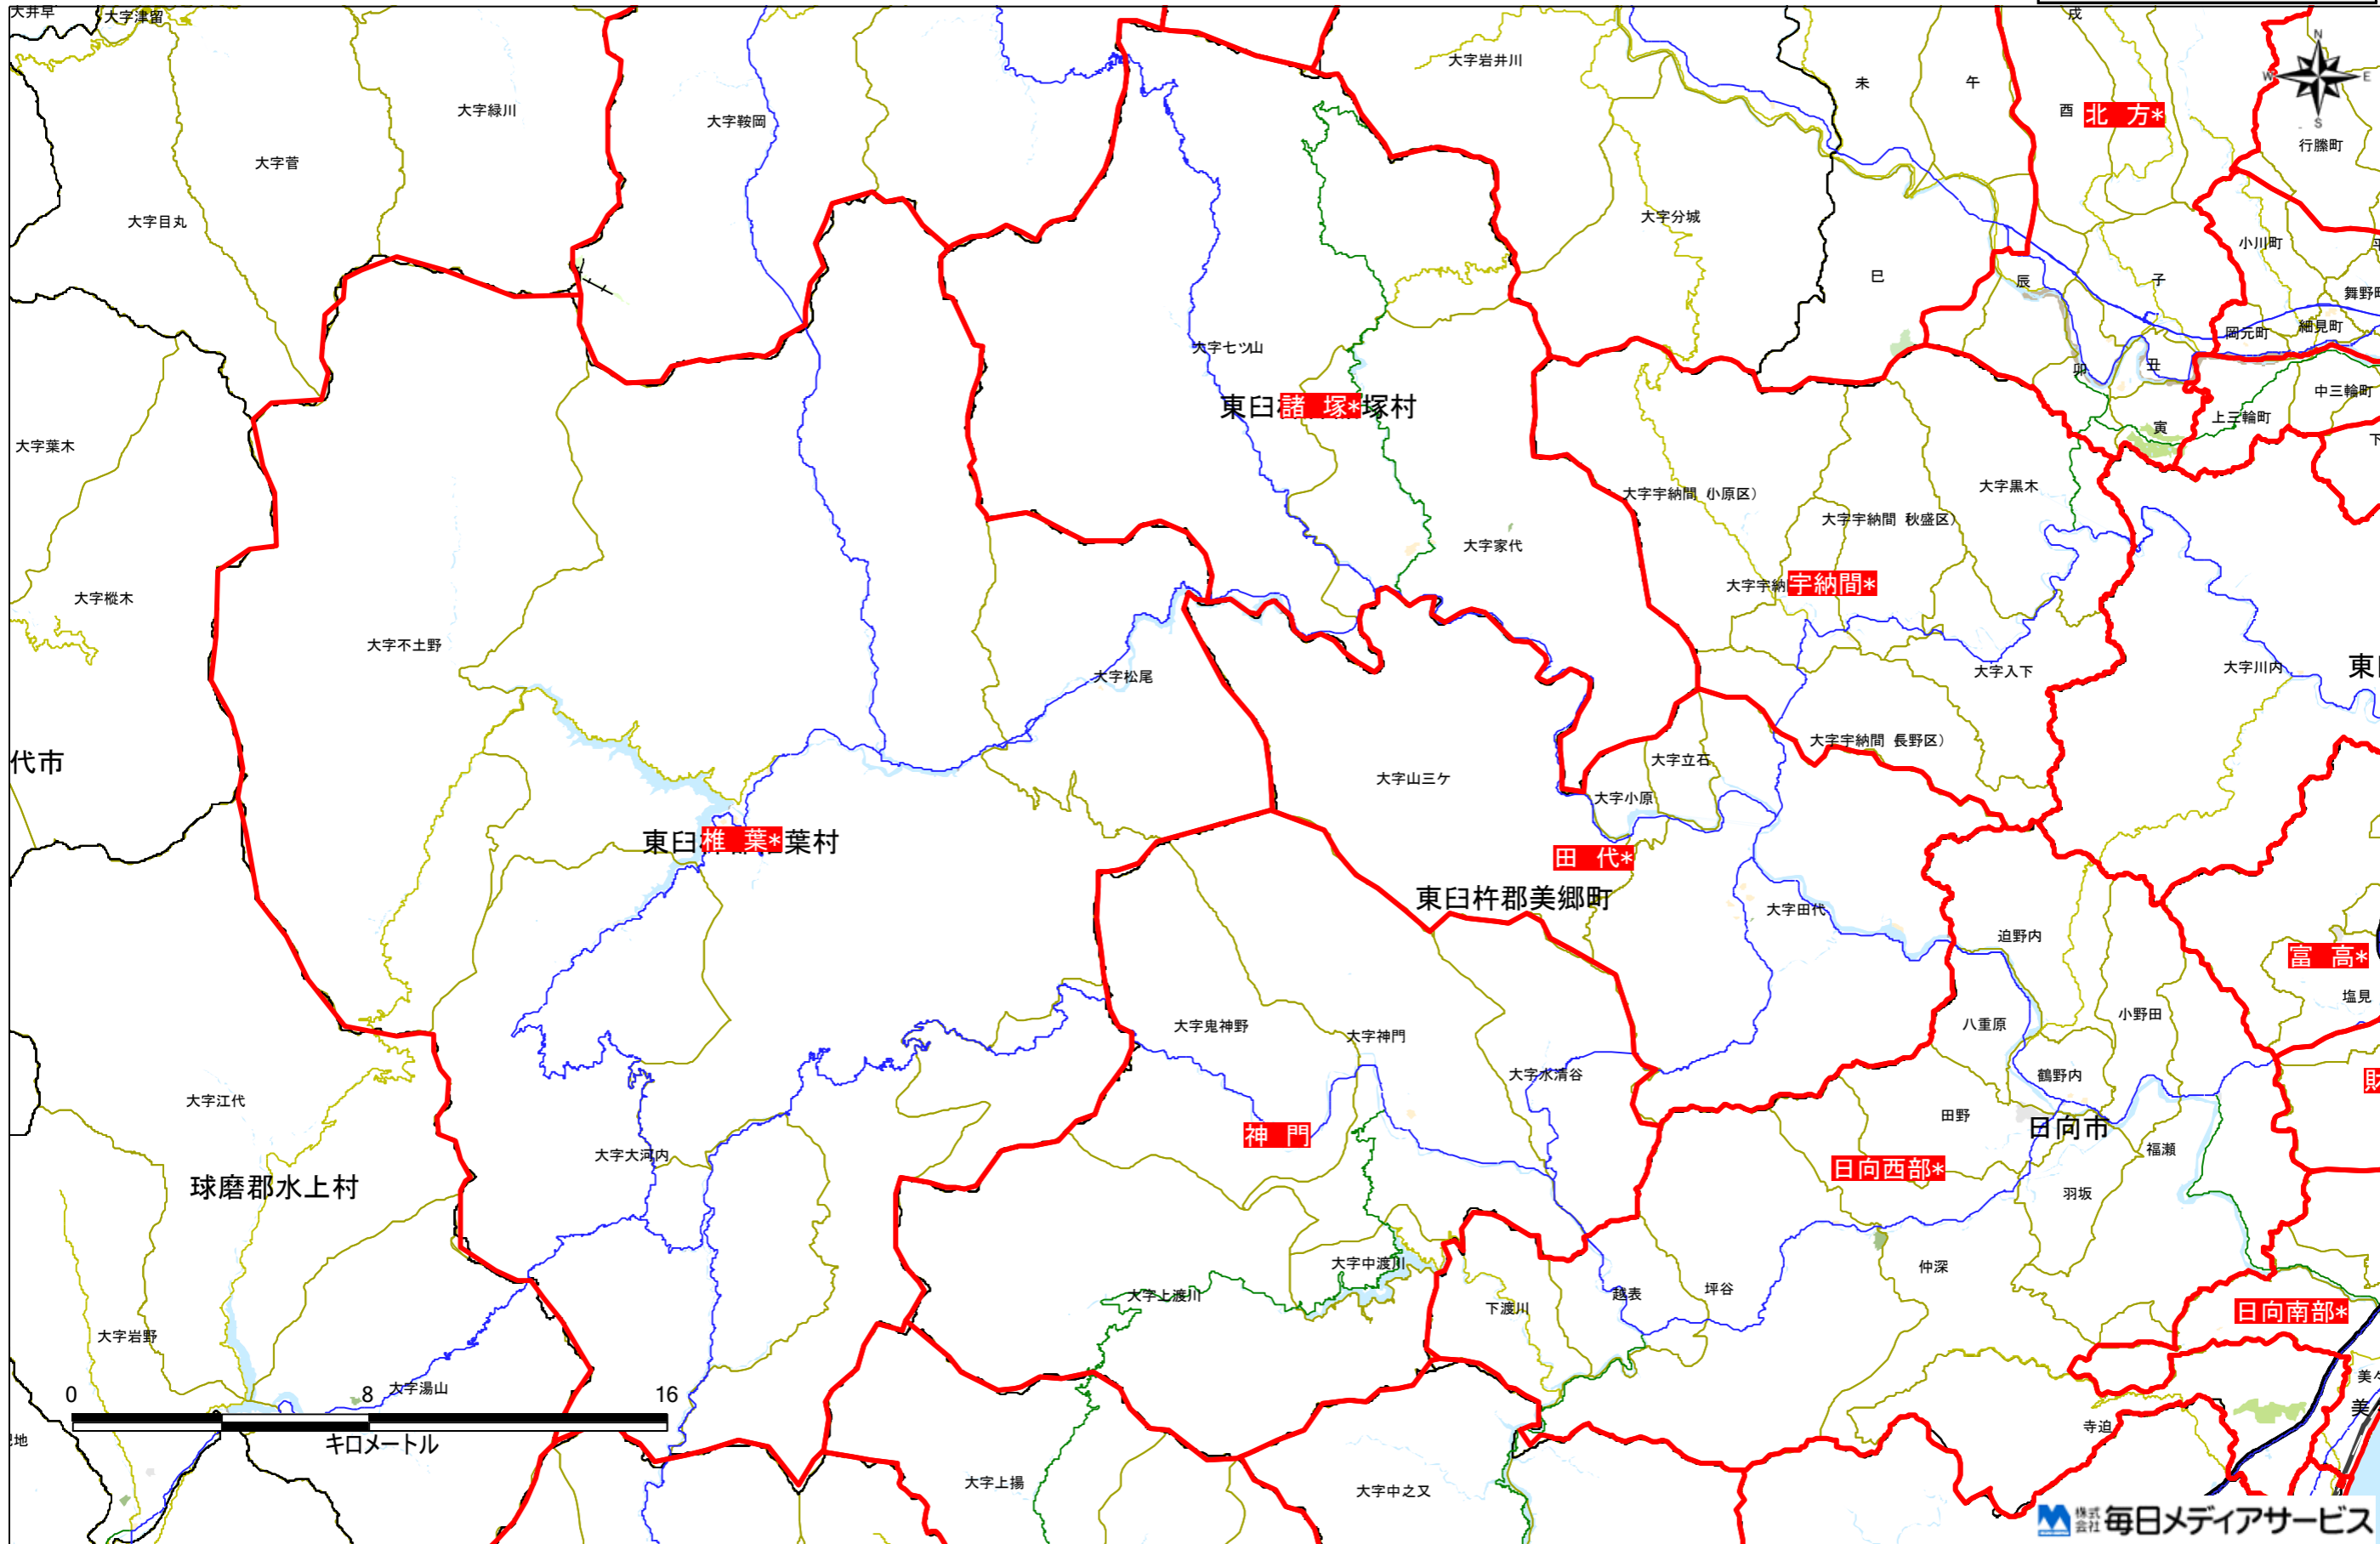 大井早
大字津留
戌
大字岩井川
大字緑川
大字鞍岡
未
午
酉
北 方*
N
W
E
S
行縢町
大字菅
大字目丸
大字分城
小川町
巳
辰
子
舞野町
大字七ツ山
岡元町
細見町
卯
丑
中三輪町
東臼
諸 塚*
塚村
上三輪町
寅
下
大字葉木
大字宇納間（小原区）
大字黒木
大字宇納間（秋盛区）
大字家代
大字樅木
大字宇納
宇納間*
大字不土野
大字松尾
大字入下
大字川内
東
代市
大字宇納間（長野区）
大字立石
大字山三ケ
大字小原
東臼
椎 葉*
葉村
田 代*
東臼杵郡美郷町
大字田代
迫野内
富 高*
塩見
大字鬼神野
大字神門
八重原
小野田
大字水清谷
鶴野内
財
大字江代
田野
日向市
神 門
大字大河内
福瀬
日向西部*
球磨郡水上村
羽坂
大字中渡川
仲深
大字上渡川
下渡川
越表
坪谷
日向南部*
大字岩野
大字湯山
0
8
16
キロメートル
美
寺迫
地
大字上揚
大字中之又
株式会社 毎日メディアサービス